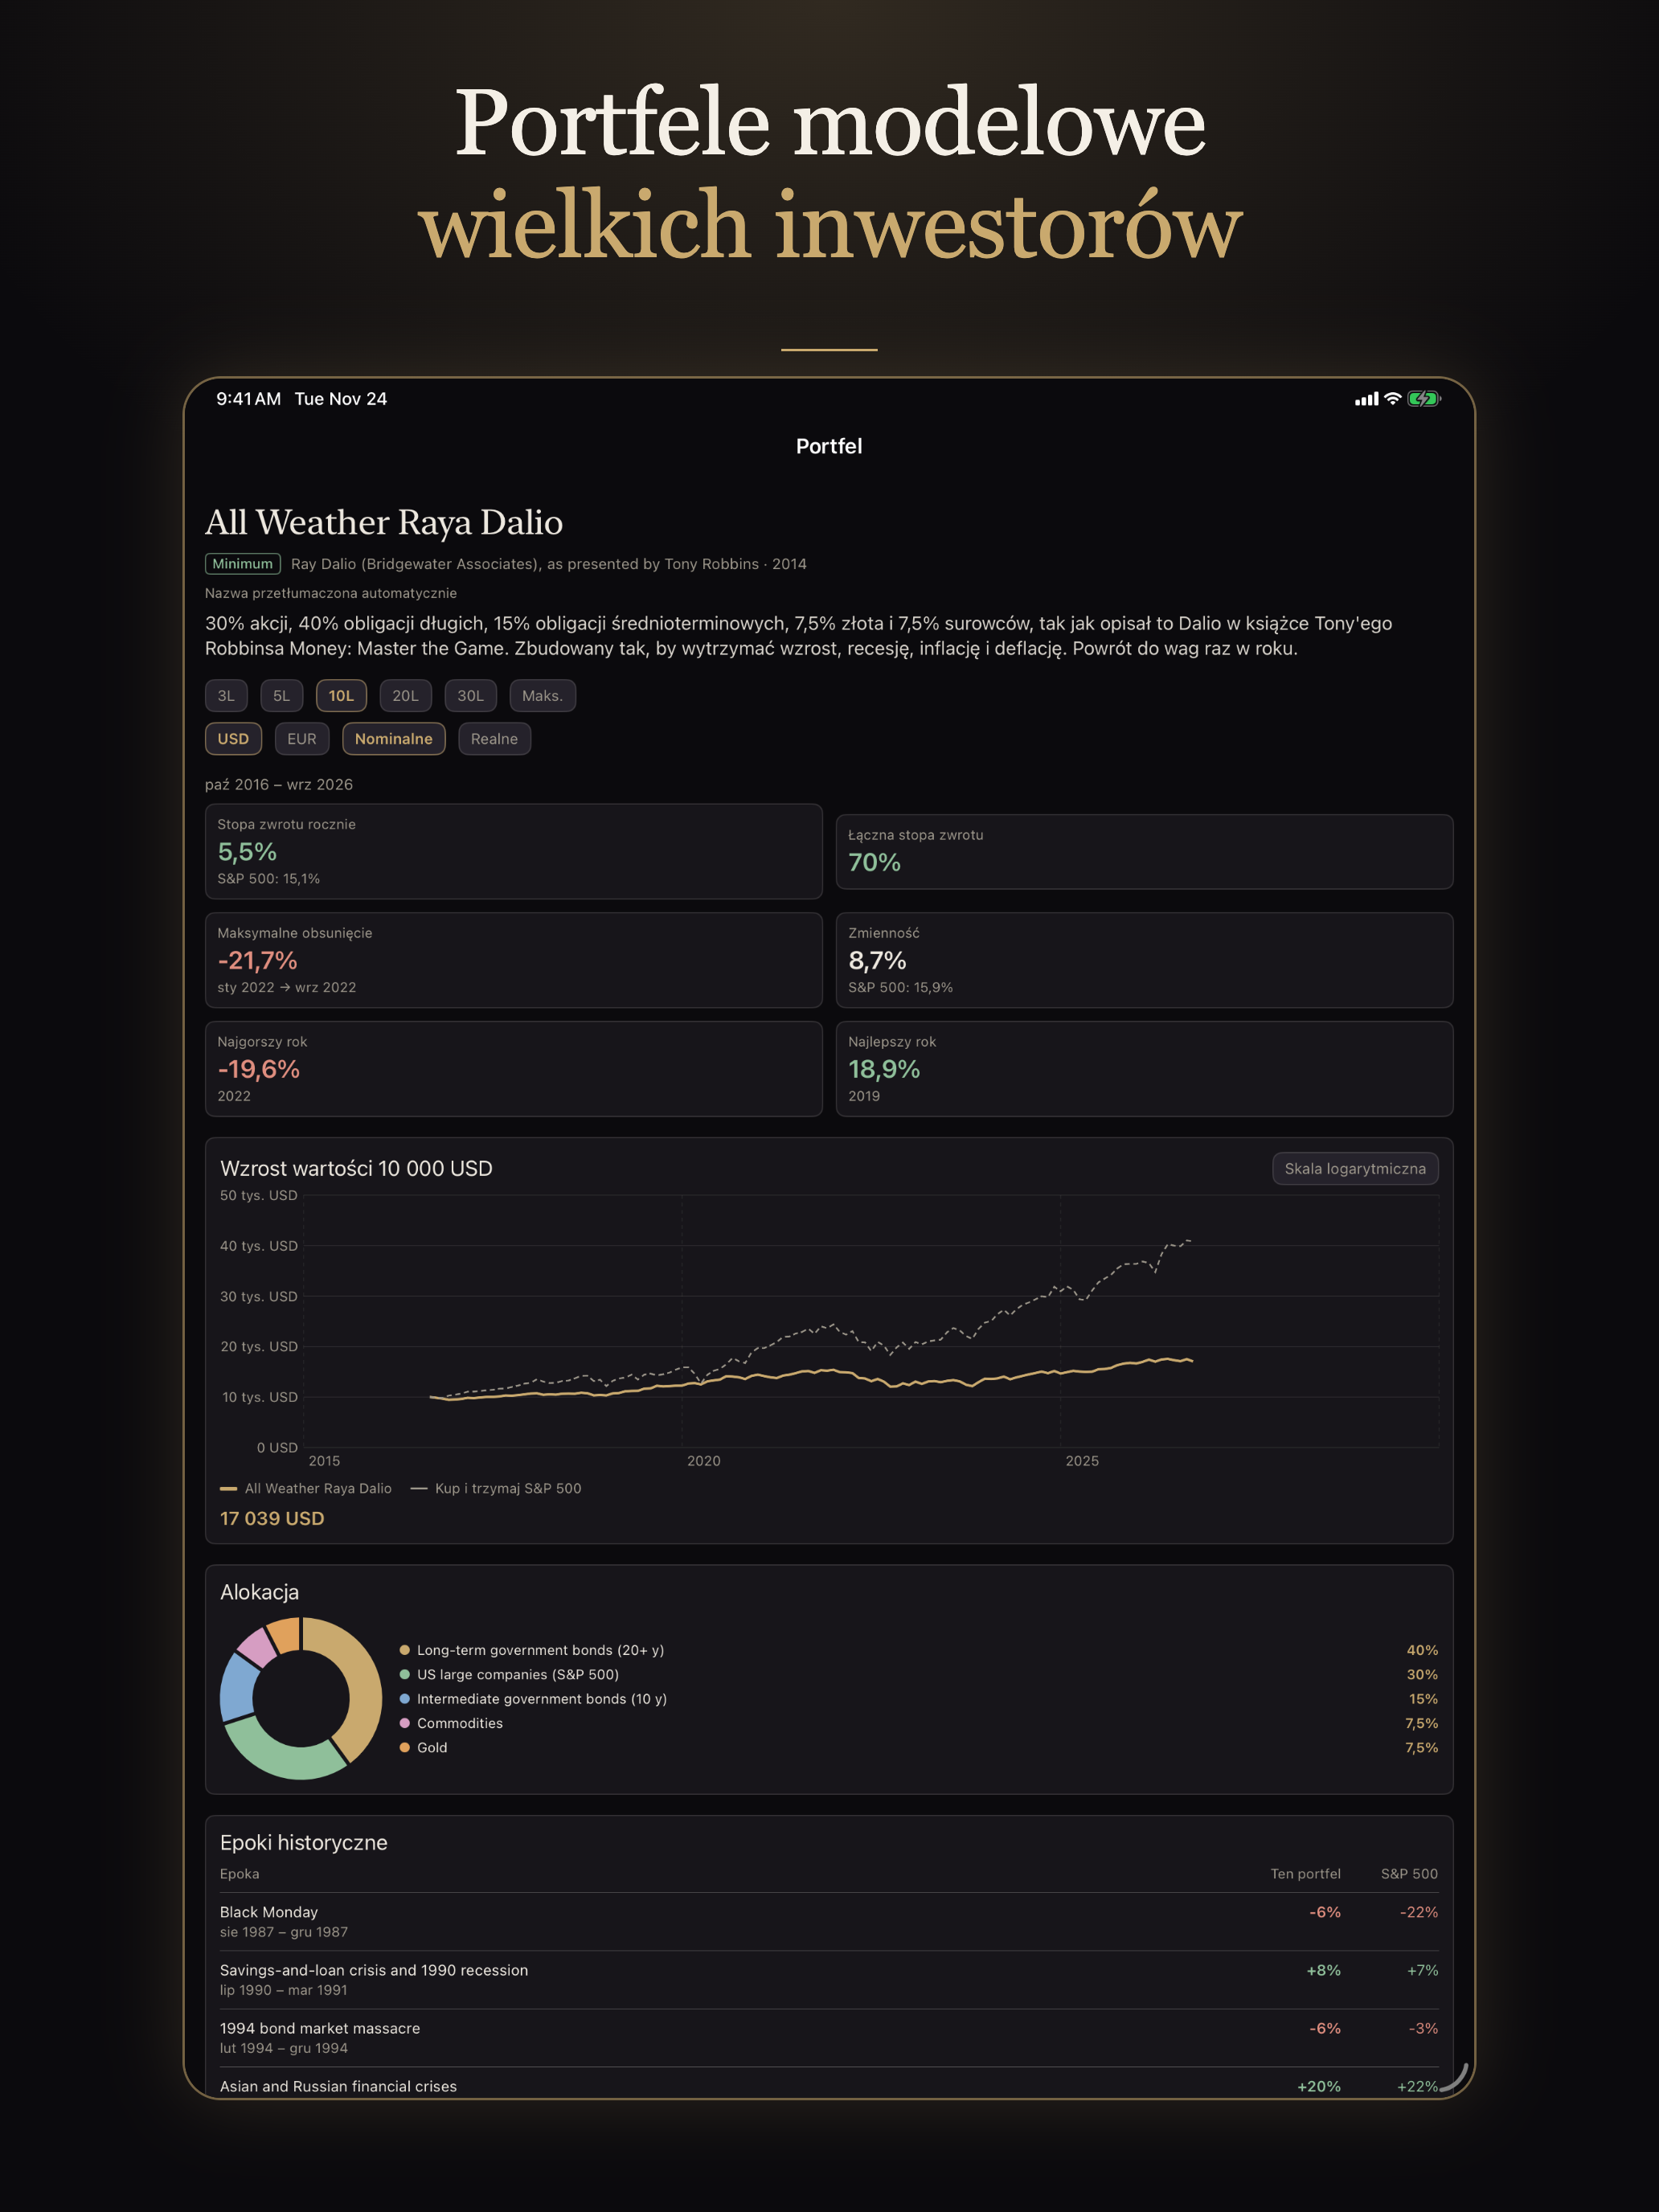 Portfele modelowe
wielkich inwestorów
9:41 AM Tue Nov 24
Portfel
All Weather Raya Dalio
Minimum Ray Dalio (Bridgewater Associates), as presented by Tony Robbins · 2014
Nazwa przetłumaczona automatycznie
30% akcji, 40% obligacji długich, 15% obligacji średnioterminowych, 7,5% złota i 7,5% surowców, tak jak opisał to Dalio w książce Tony'ego
Robbinsa Money: Master the Game. Zbudowany tak, by wytrzymać wzrost, recesję, inflację i deflację. Powrót do wag raz w roku.
3L 5L 10L 20L 30L Maks.
USD EUR Nominalne Realne
paź 2016 – wrz 2026
Stopa zwrotu rocznie
5,5%
S&P 500: 15,1%
Łączna stopa zwrotu
70%
Maksymalne obsunięcie
-21,7%
sty 2022 → wrz 2022
Zmienność
8,7%
S&P 500: 15,9%
Najgorszy rok
-19,6%
2022
Najlepszy rok
18,9%
2019
Wzrost wartości 10 000 USD
Skala logarytmiczna
50 tys. USD
40 tys. USD
30 tys. USD
20 tys. USD
10 tys. USD
0 USD
2015 2020 2025
All Weather Raya Dalio Kup i trzymaj S&P 500
17 039 USD
Alokacja
Long-term government bonds (20+ y) 40%
US large companies (S&P 500) 30%
Intermediate government bonds (10 y) 15%
Commodities 7,5%
Gold 7,5%
Epoki historyczne
Epoka Ten portfel S&P 500
Black Monday -6% -22%
sie 1987 – gru 1987
Savings-and-loan crisis and 1990 recession +8% +7%
lip 1990 – mar 1991
1994 bond market massacre -6% -3%
lut 1994 – gru 1994
Asian and Russian financial crises +20% +22%